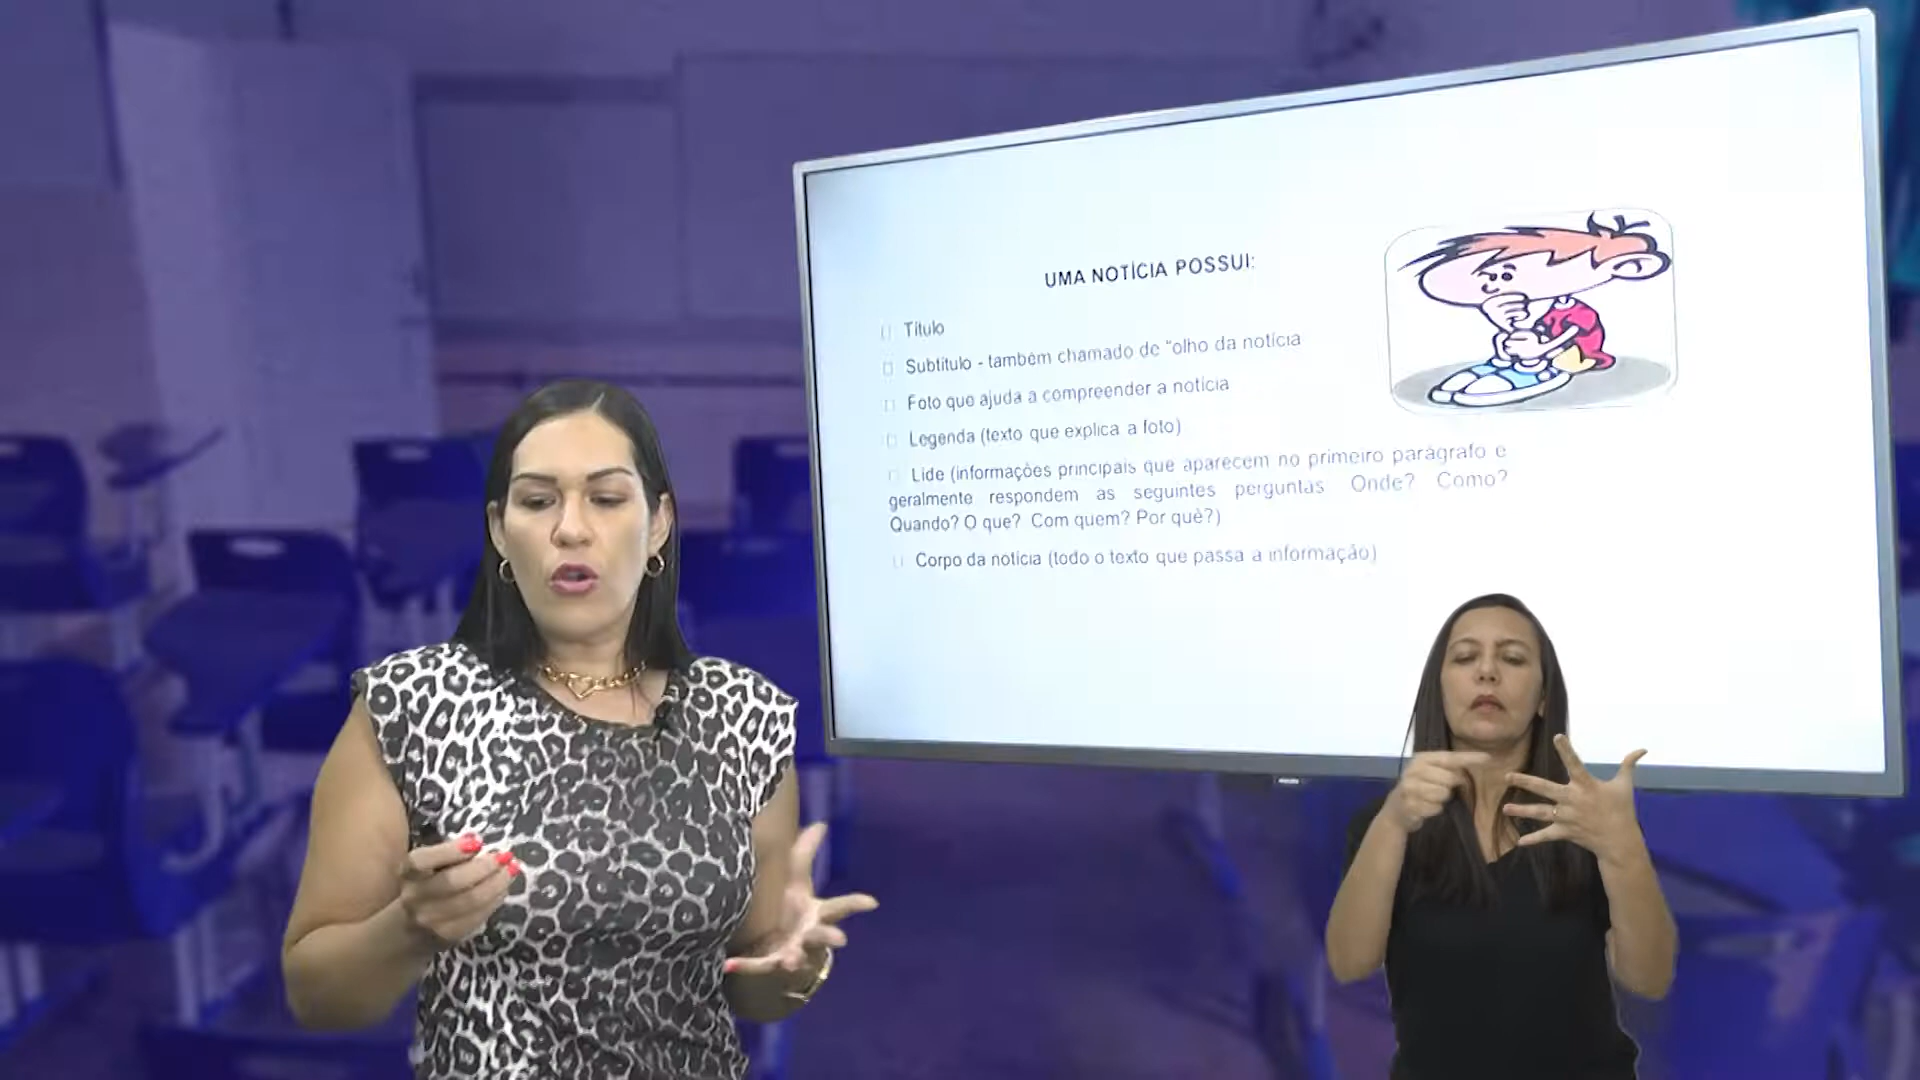 UMA NOTÍCIA POSSUI:
Título
Subtítulo - também chamado de "olho da notícia
Foto que ajuda a compreender a notícia
Legenda (texto que explica a foto)
Lide (informações principais que aparecem no primeiro parágrafo e
geralmente respondem as seguintes perguntas Onde? Como?
Quando? O que? Com quem? Por quê?)
Corpo da notícia (todo o texto que passa a informação)